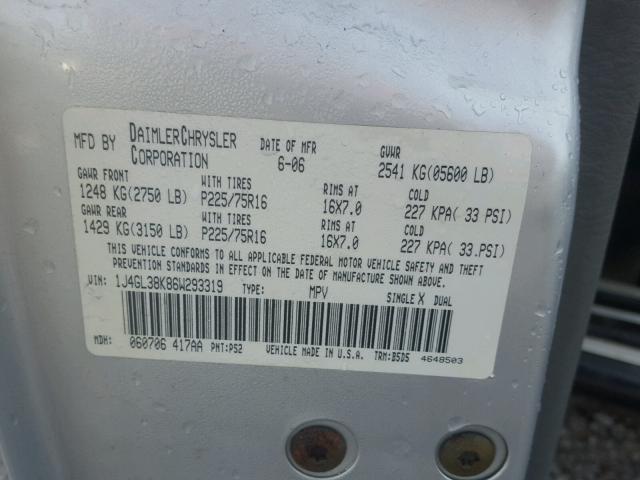 MFD BY DAIMLERCHRYSLER CORPORATION DATE OF MFR 6-06 GVWR 2541 KG(05600 LB)
GAWR FRONT WITH TIRES RIMS AT COLD
1248 KG(2750 LB) P225/75R16 16X7.0 227 KPA( 33 PSI)
GAWR REAR WITH TIRES RIMS AT COLD
1429 KG(3150 LB) P225/75R16 16X7.0 227 KPA( 33.PSI)
THIS VEHICLE CONFORMS TO ALL APPLICABLE FEDERAL MOTOR VEHICLE SAFETY AND THEFT
PREVENTION STANDARDS IN EFFECT ON THE DATE OF MANUFACTURE SHOWN ABOVE.
VIN: 1J4GL38K86W293319 TYPE: MPV SINGLE X DUAL
MDH: 060706 417AA PNT:PS2 VEHICLE MADE IN U.S.A. TRM:B5D5 4648503